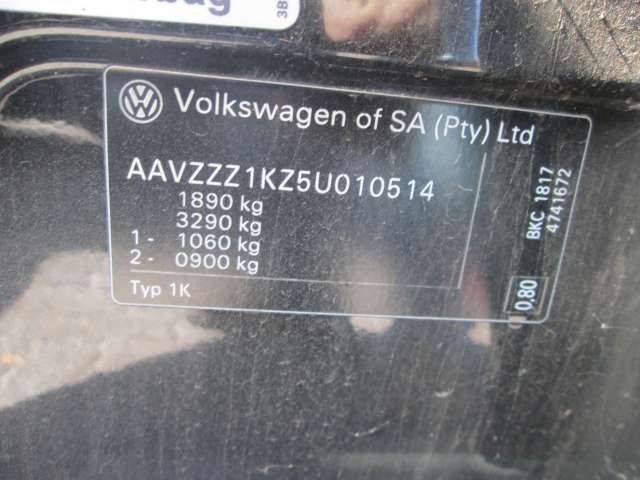 Volkswagen of SA (Pty) Ltd
AAVZZZ1KZ5U010514
1890 kg
3290 kg
1 - 1060 kg
2 - 0900 kg
Typ 1K
BKC 1817
4741672
0,80